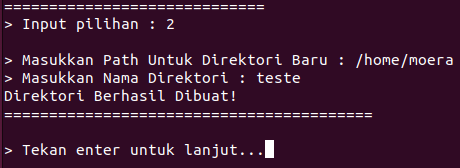 =============================
> Input pilihan : 2
> Masukkan Path Untuk Direktori Baru : /home/moera
> Masukkan Nama Direktori : teste
Direktori Berhasil Dibuat!
=========================================
> Tekan enter untuk lanjut...